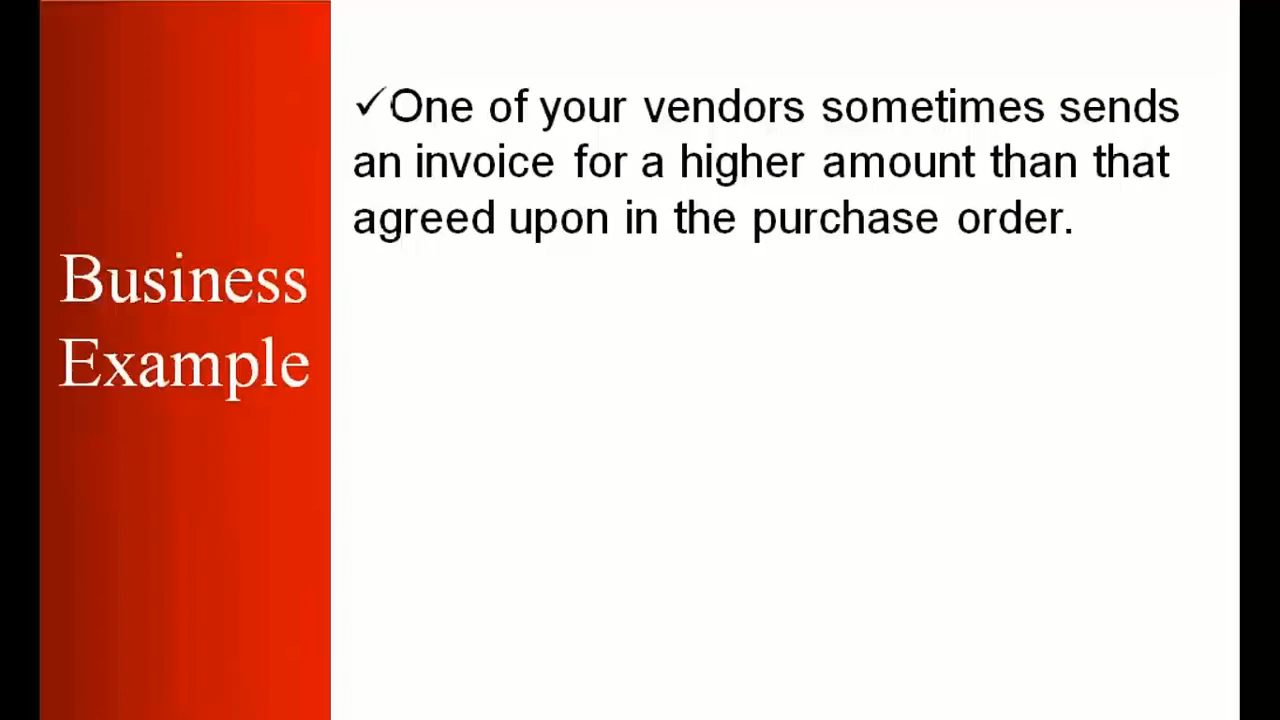 Business
Example
✓One of your vendors sometimes sends
an invoice for a higher amount than that
agreed upon in the purchase order.